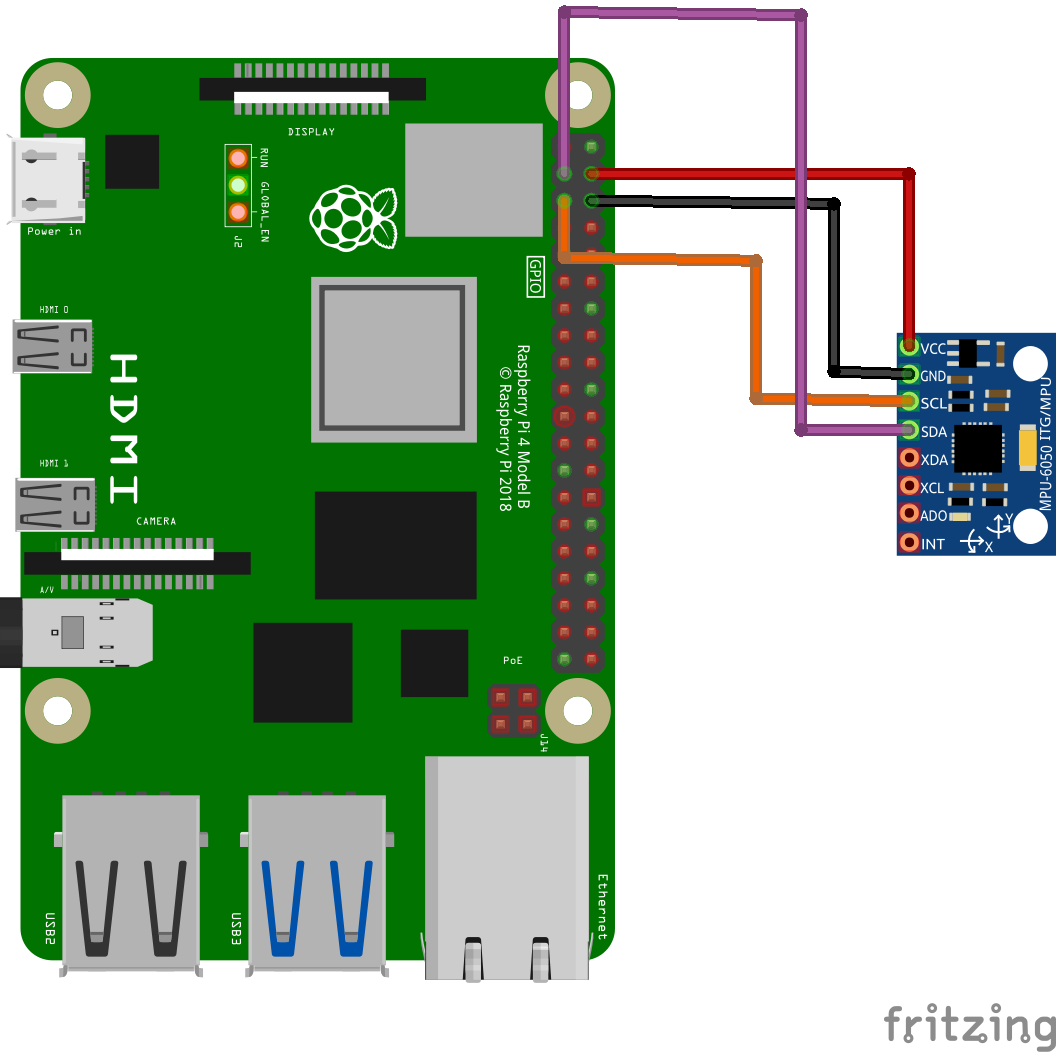 DISPLAY
RUN
GLOBAL_EN
J2
Power in
GPIO
HDMI 0
HDMI
HDMI 1
Raspberry Pi 4 Model B
© Raspberry Pi 2018
CAMERA
A/V
PoE
J14
USB2
USB3
Ethernet
VCC
GND
SCL
SDA
XDA
XCL
ADO
INT
MPU-6050 ITG/MPU
Y
X
fritzing